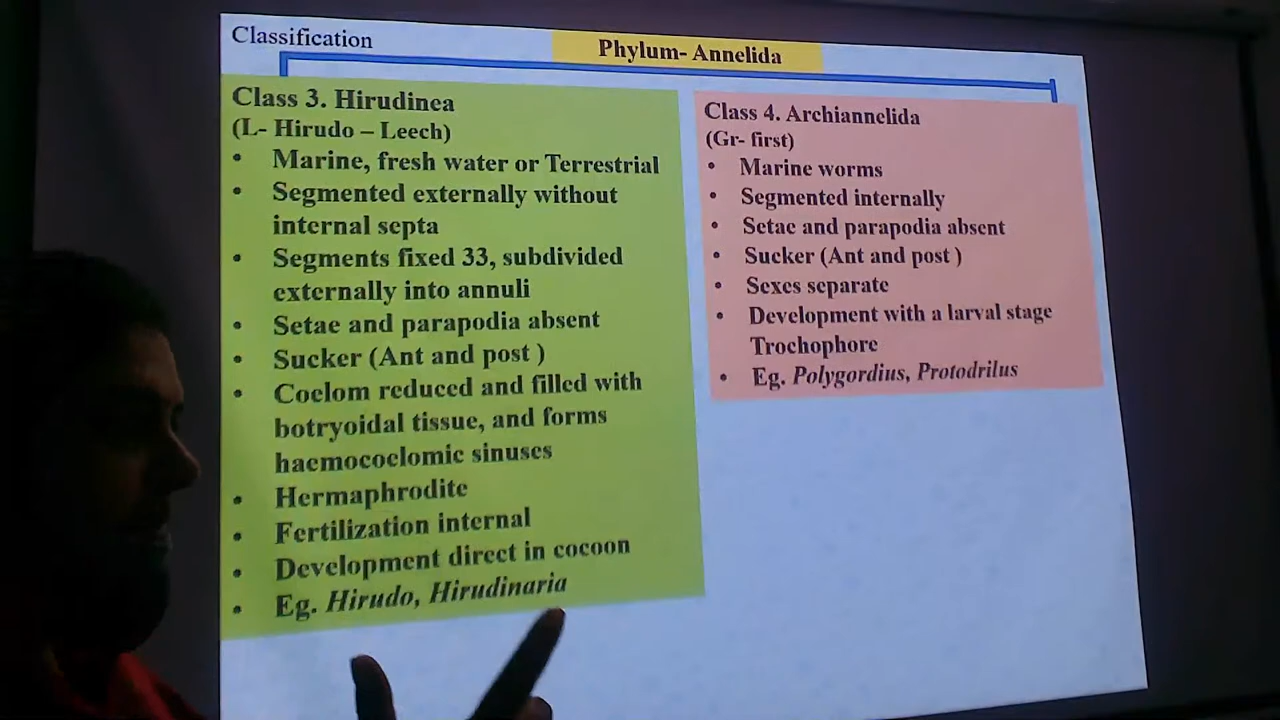 Classification
Phylum- Annelida
Class 3. Hirudinea
(L- Hirudo – Leech)
• Marine, fresh water or Terrestrial
• Segmented externally without
internal septa
• Segments fixed 33, subdivided
externally into annuli
• Setae and parapodia absent
• Sucker (Ant and post )
• Coelom reduced and filled with
botryoidal tissue, and forms
haemocoelomic sinuses
• Hermaphrodite
• Fertilization internal
• Development direct in cocoon
• Eg. Hirudo, Hirudinaria
Class 4. Archiannelida
(Gr- first)
• Marine worms
• Segmented internally
• Setae and parapodia absent
• Sucker (Ant and post )
• Sexes separate
• Development with a larval stage
Trochophore
• Eg. Polygordius, Protodrilus